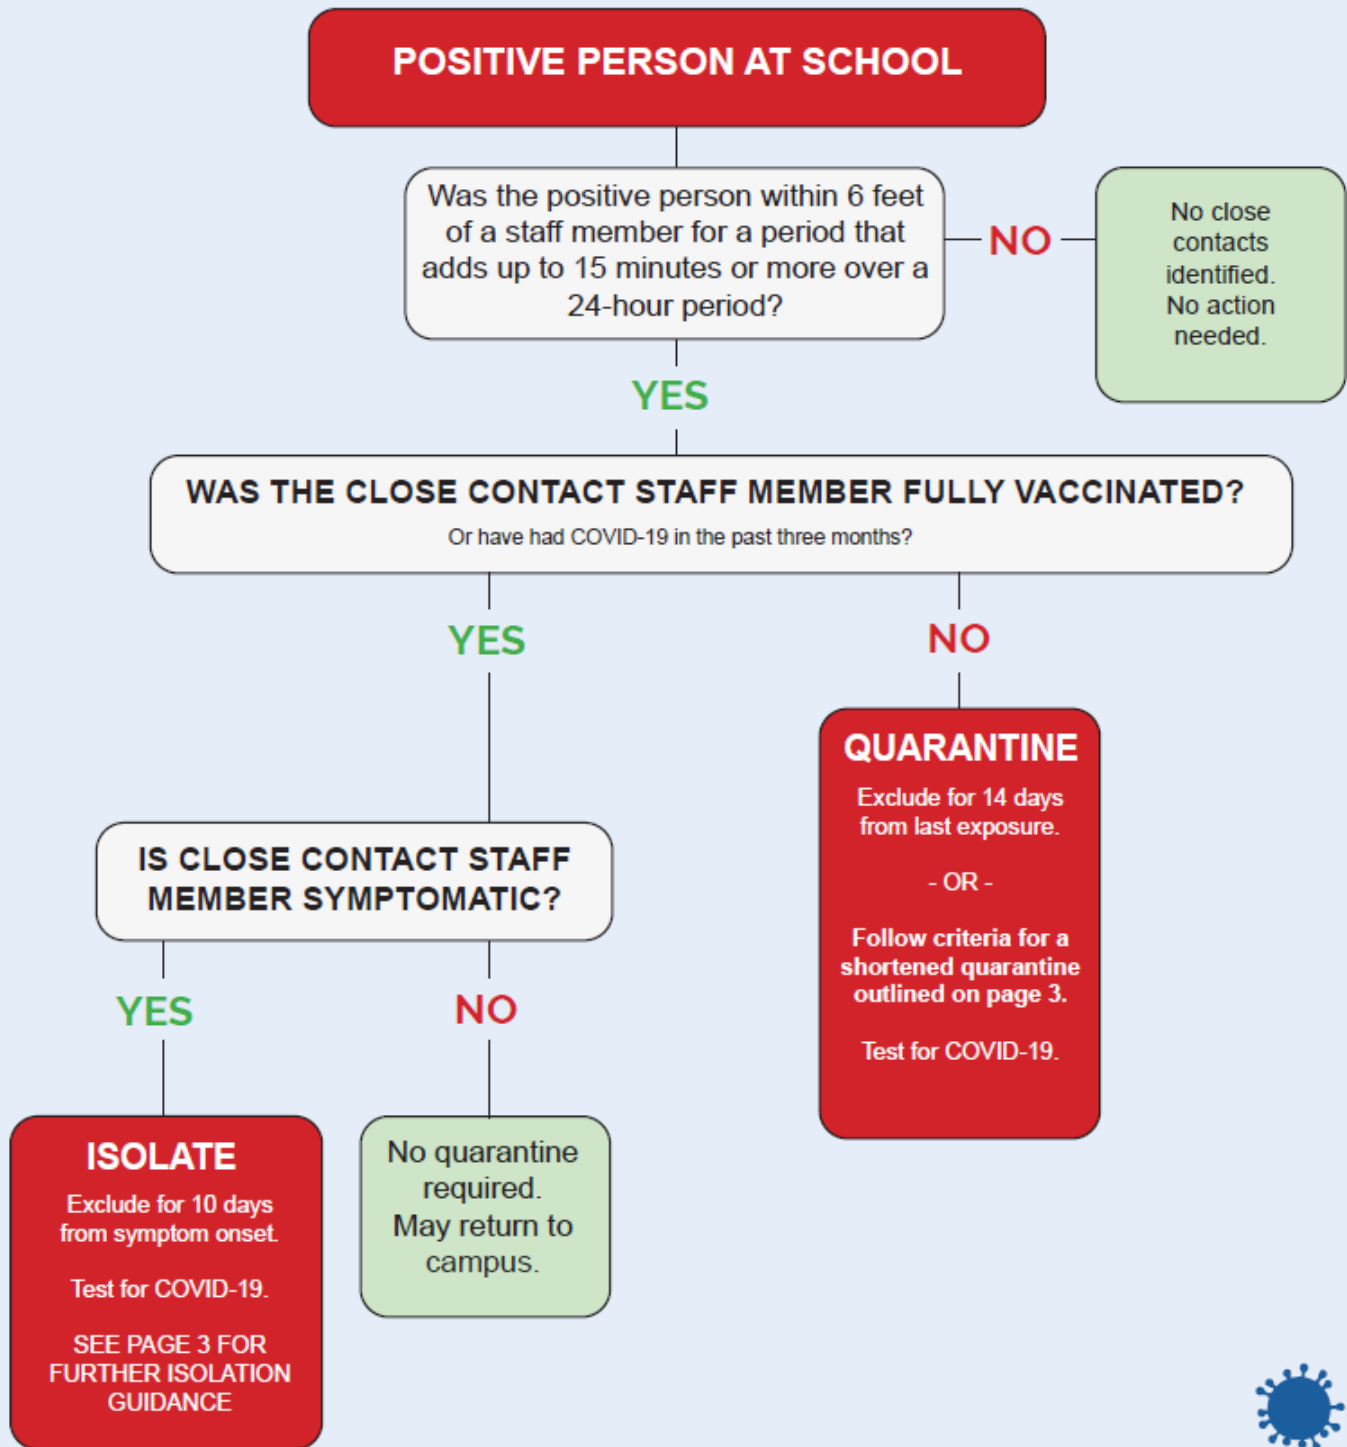 POSITIVE PERSON AT SCHOOL
Was the positive person within 6 feet
of a staff member for a period that
adds up to 15 minutes or more over a
24-hour period?
NO
No close
contacts
identified.
No action
needed.
YES
WAS THE CLOSE CONTACT STAFF MEMBER FULLY VACCINATED?
Or have had COVID-19 in the past three months?
YES
NO
IS CLOSE CONTACT STAFF
MEMBER SYMPTOMATIC?
YES
NO
ISOLATE
Exclude for 10 days
from symptom onset.
Test for COVID-19.
SEE PAGE 3 FOR
FURTHER ISOLATION
GUIDANCE
No quarantine
required.
May return to
campus.
QUARANTINE
Exclude for 14 days
from last exposure.
- OR -
Follow criteria for a
shortened quarantine
outlined on page 3.
Test for COVID-19.